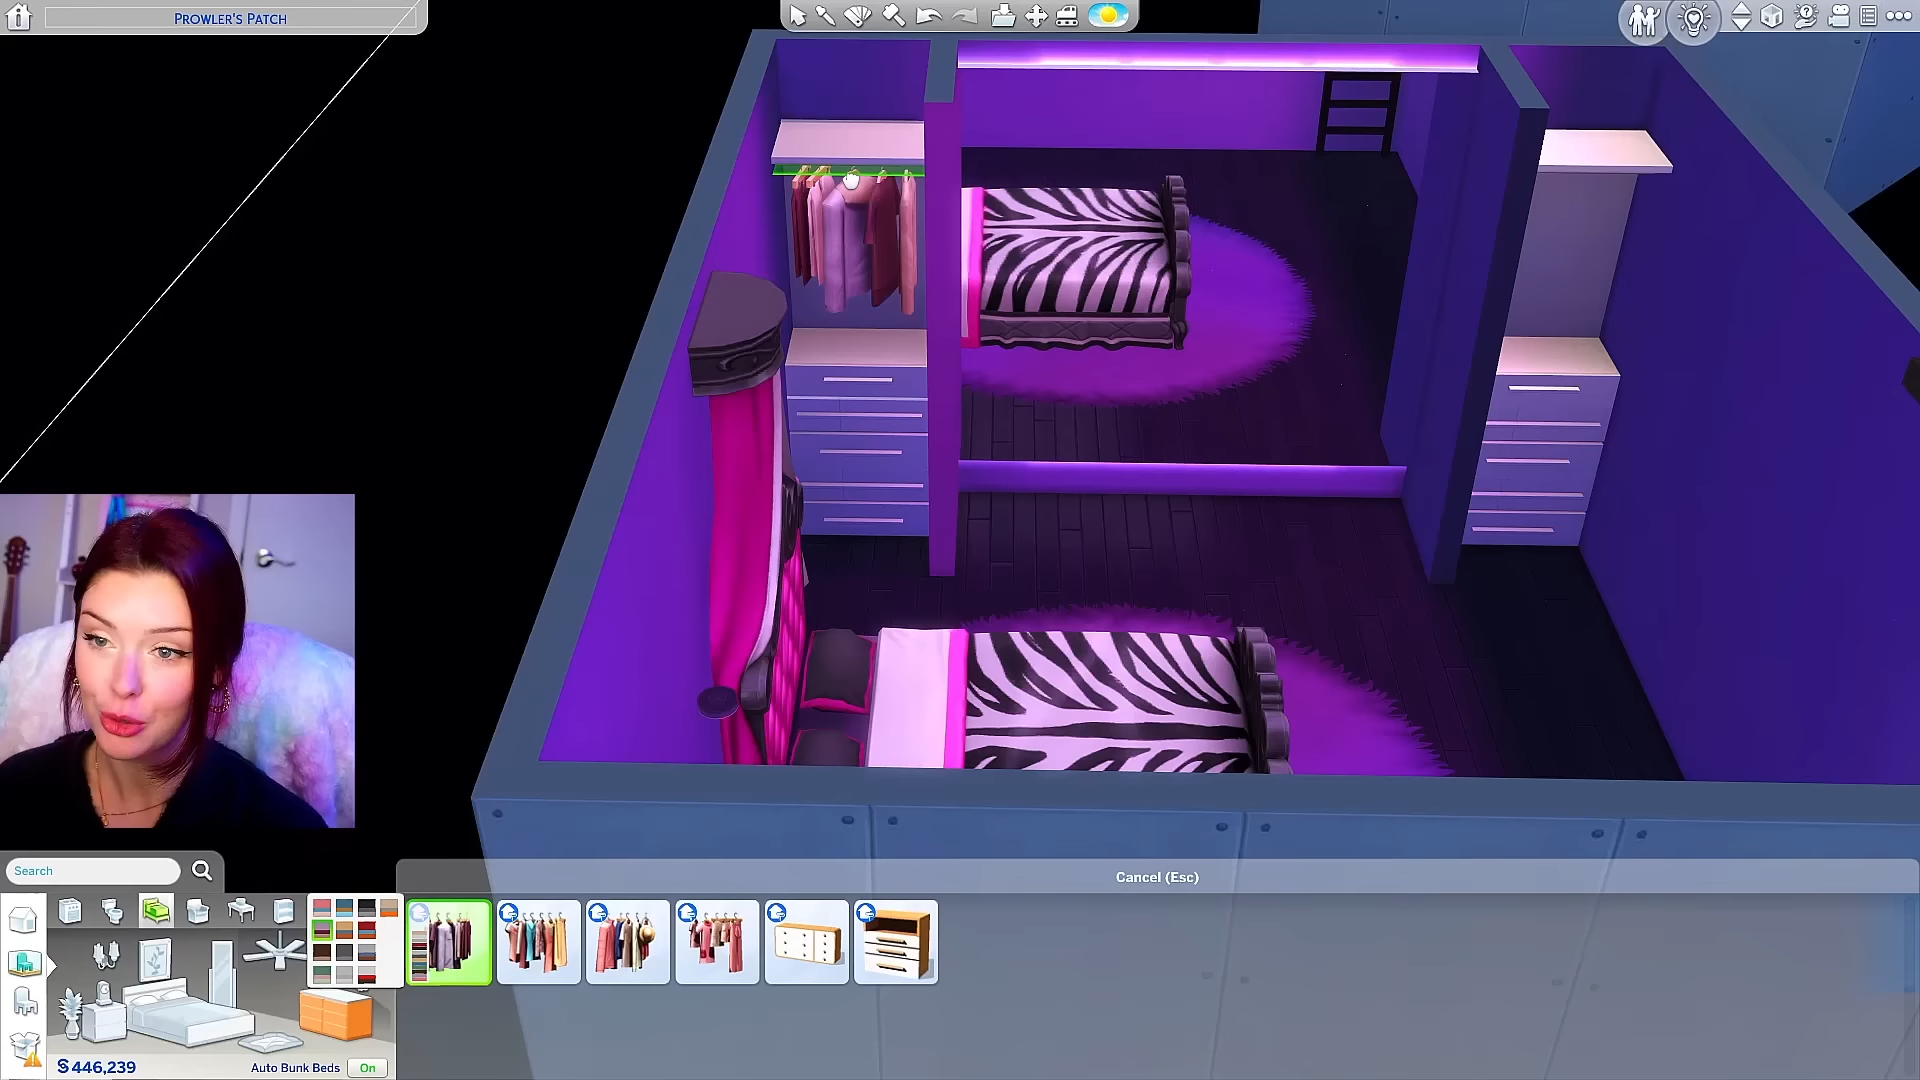 PROWLER'S PATCH
Cancel (Esc)
Search
§446,239
Auto Bunk Beds
On